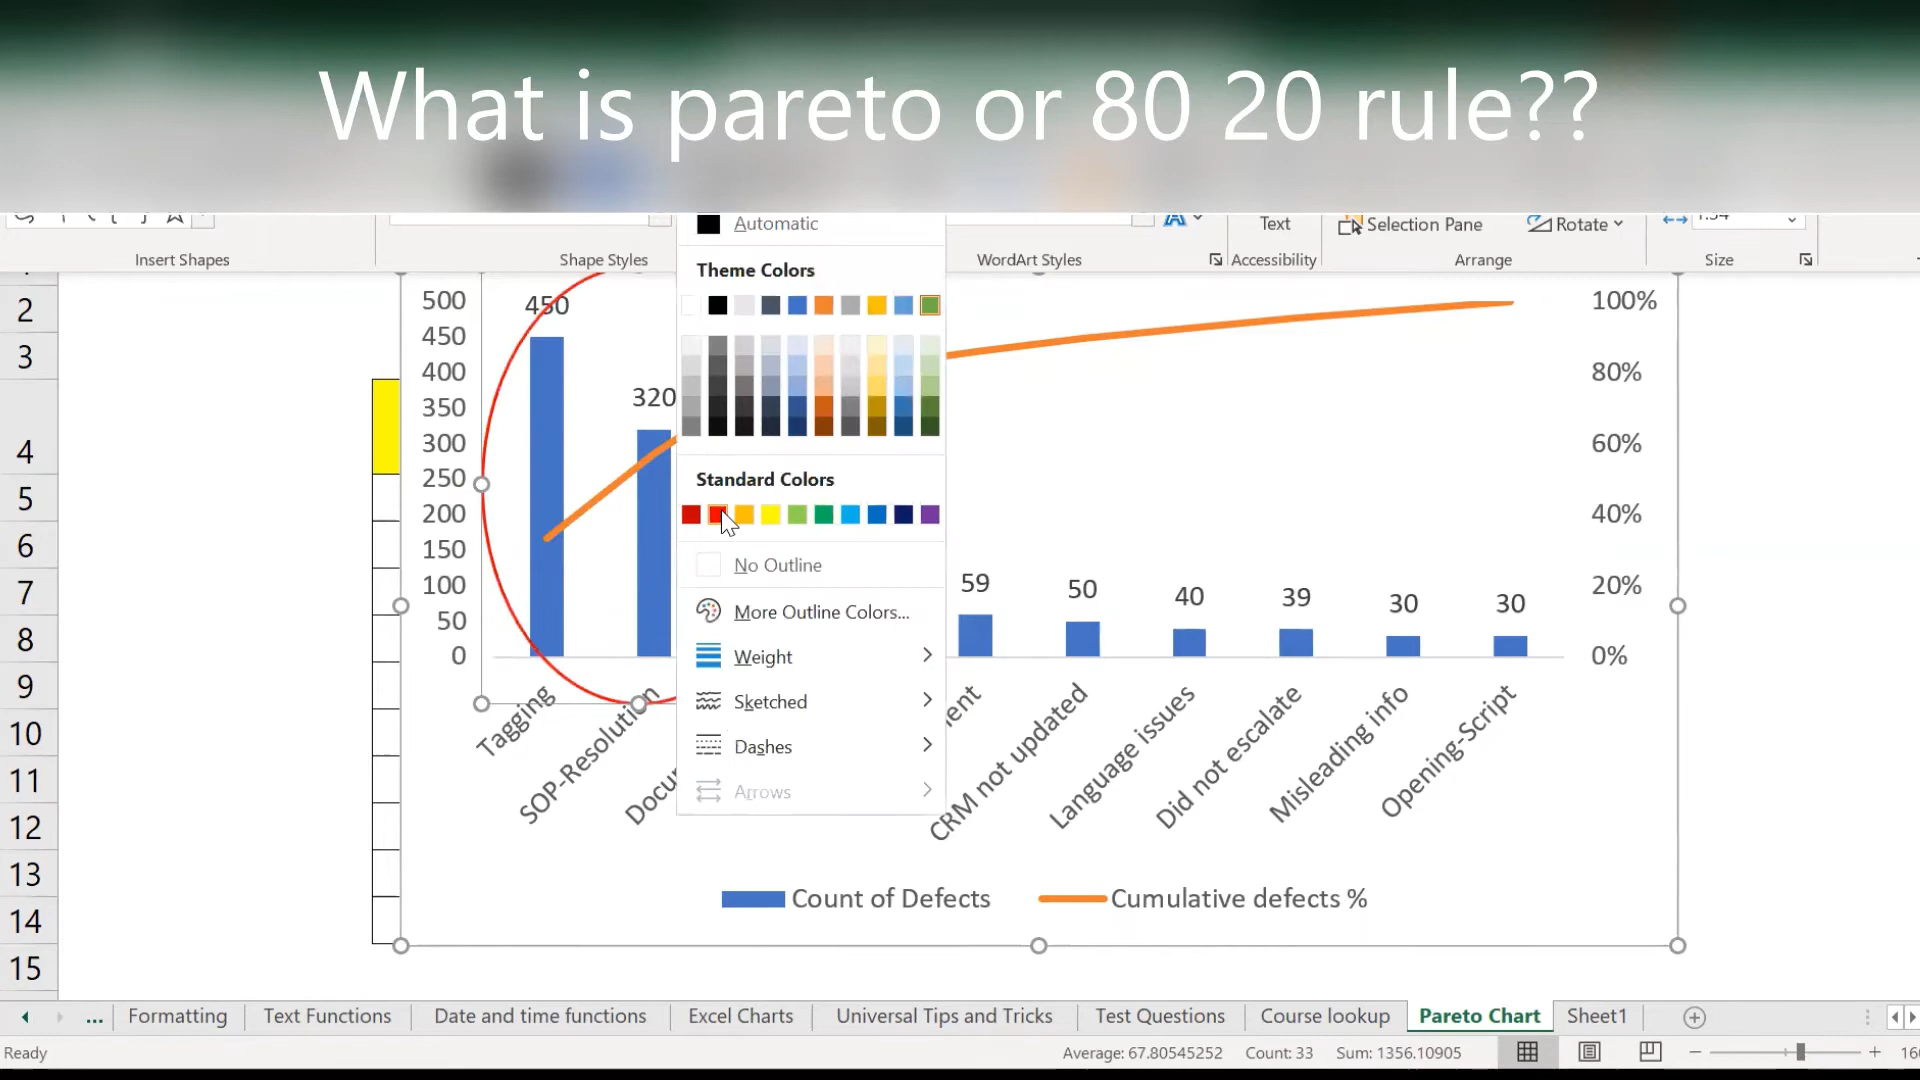 What is pareto or 80 20 rule??
Automatic
Text
Selection Pane
Rotate
Insert Shapes
Shape Styles
WordArt Styles
Accessibility
Arrange
Size
Theme Colors
Standard Colors
No Outline
More Outline Colors...
Weight
Sketched
Dashes
Arrows
2
3
4
5
6
7
8
9
10
11
12
13
14
15
500
450
400
350
300
250
200
150
100
50
0
450
320
59
50
40
39
30
30
100%
80%
60%
40%
20%
0%
Tagging
SOP-Resolution
CRM not updated
Language issues
Did not escalate
Misleading info
Opening-Script
Count of Defects
Cumulative defects %
... Formatting Text Functions Date and time functions Excel Charts Universal Tips and Tricks Test Questions Course lookup Pareto Chart Sheet1
Ready Average: 67.80545252 Count: 33 Sum: 1356.10905